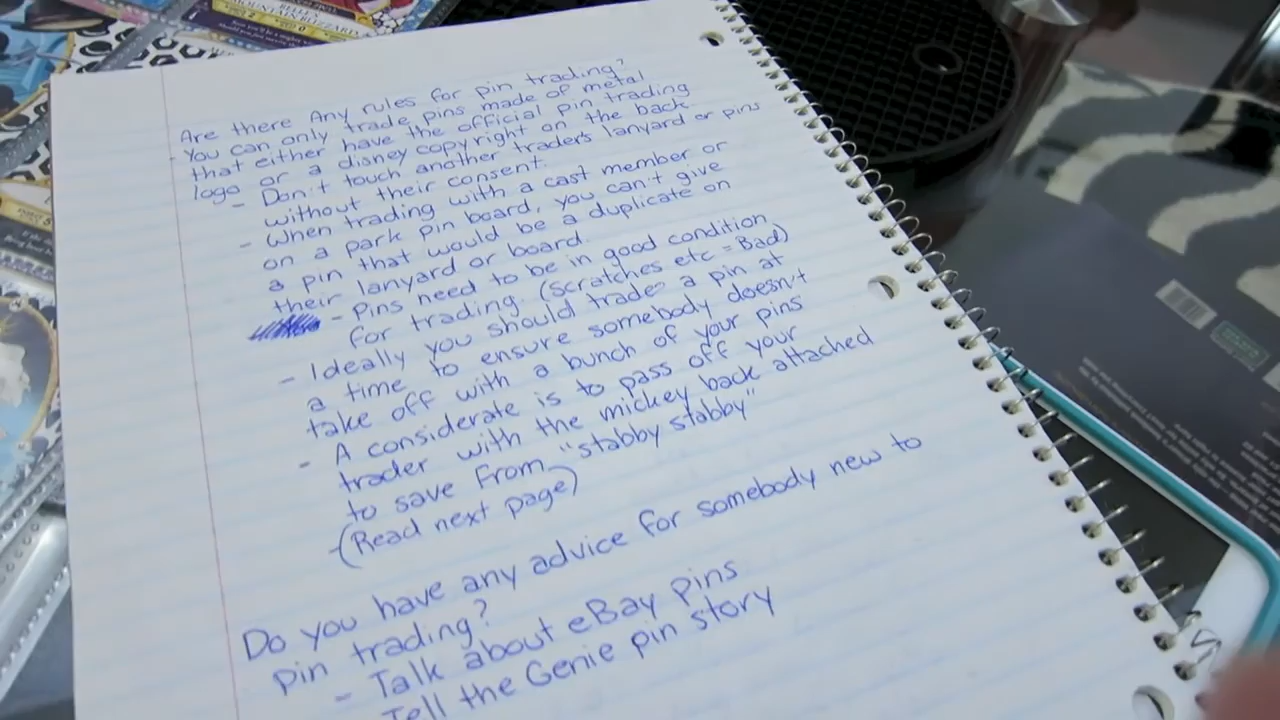 Are there Any rules for pin trading?
- You can only trade pins made of metal
that either have the official pin trading
logo or a disney copyright on the back
- Don't touch another traders lanyard or pins
without their consent.
- When trading with a cast member or
on a park pin board, you can't give
a pin that would be a duplicate on
their lanyard or board.
- Pins need to be in good condition
for trading. (scratches etc = Bad)
- Ideally you should trade a pin at
a time to ensure somebody doesn't
take off with a bunch of your pins
- A considerate is to pass off your
trader with the mickey back attached
to save from "stabby stabby"
- (Read next page)
Do you have any advice for somebody new to
pin trading?
- Talk about eBay pins
Tell the Genie pin story